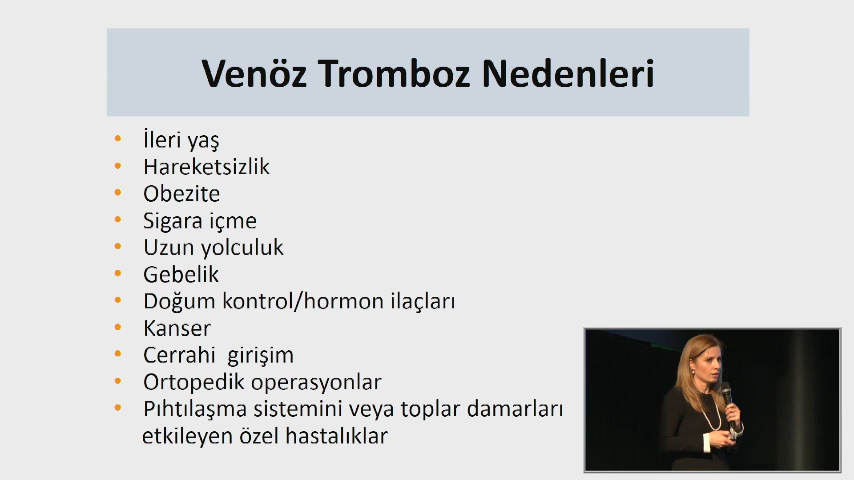 Venöz Tromboz Nedenleri
• İleri yaş
• Hareketsizlik
• Obezite
• Sigara içme
• Uzun yolculuk
• Gebelik
• Doğum kontrol/hormon ilaçları
• Kanser
• Cerrahi  girişim
• Ortopedik operasyonlar
• Pıhtılaşma sistemini veya toplar damarları
etkileyen özel hastalıklar